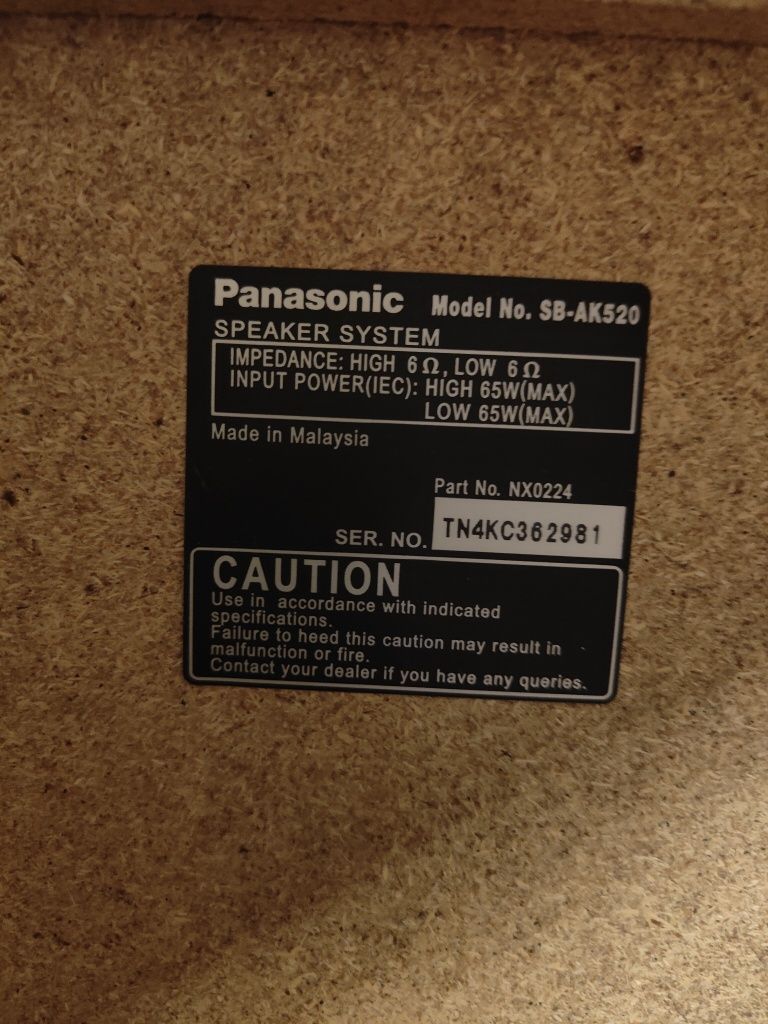 Panasonic Model No. SB-AK520
SPEAKER SYSTEM
IMPEDANCE: HIGH 6Ω, LOW 6Ω
INPUT POWER(IEC): HIGH 65W(MAX)
LOW 65W(MAX)
Made in Malaysia
Part No. NX0224
SER. NO. TN4KC362981
CAUTION
Use in accordance with indicated
specifications.
Failure to heed this caution may result in
malfunction or fire.
Contact your dealer if you have any queries.